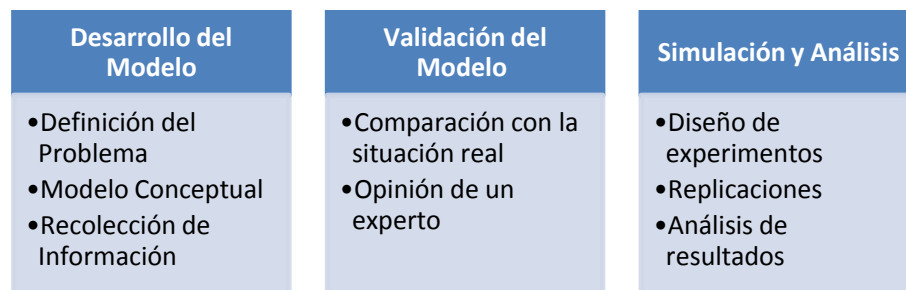 Desarrollo del
Modelo
•Definición del
Problema
•Modelo Conceptual
•Recolección de
Información
Validación del
Modelo
•Comparación con la
situación real
•Opinión de un
experto
Simulación y Análisis
•Diseño de
experimentos
•Replicaciones
•Análisis de
resultados